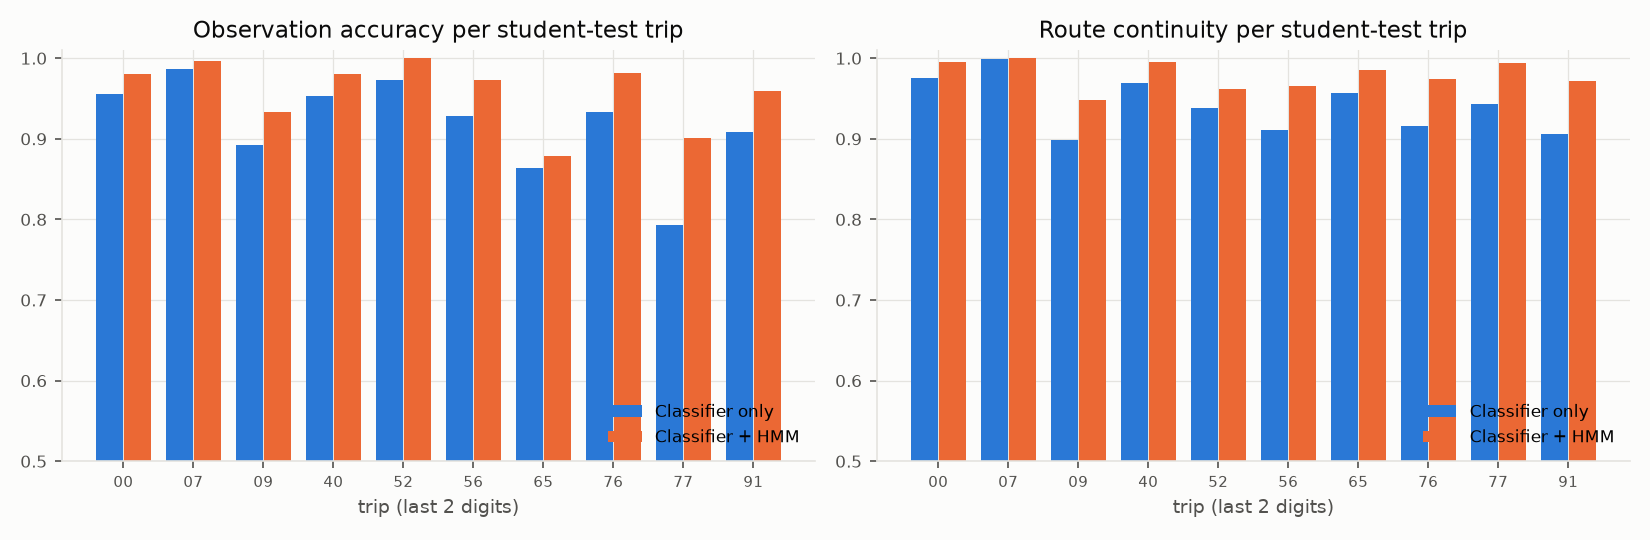 Observation accuracy per student-test trip
1.0
0.9
0.8
0.7
0.6
0.5
Classifier only
Classifier + HMM
00 07 09 40 52 56 65 76 77 91
trip (last 2 digits)
Route continuity per student-test trip
1.0
0.9
0.8
0.7
0.6
0.5
Classifier only
Classifier + HMM
00 07 09 40 52 56 65 76 77 91
trip (last 2 digits)